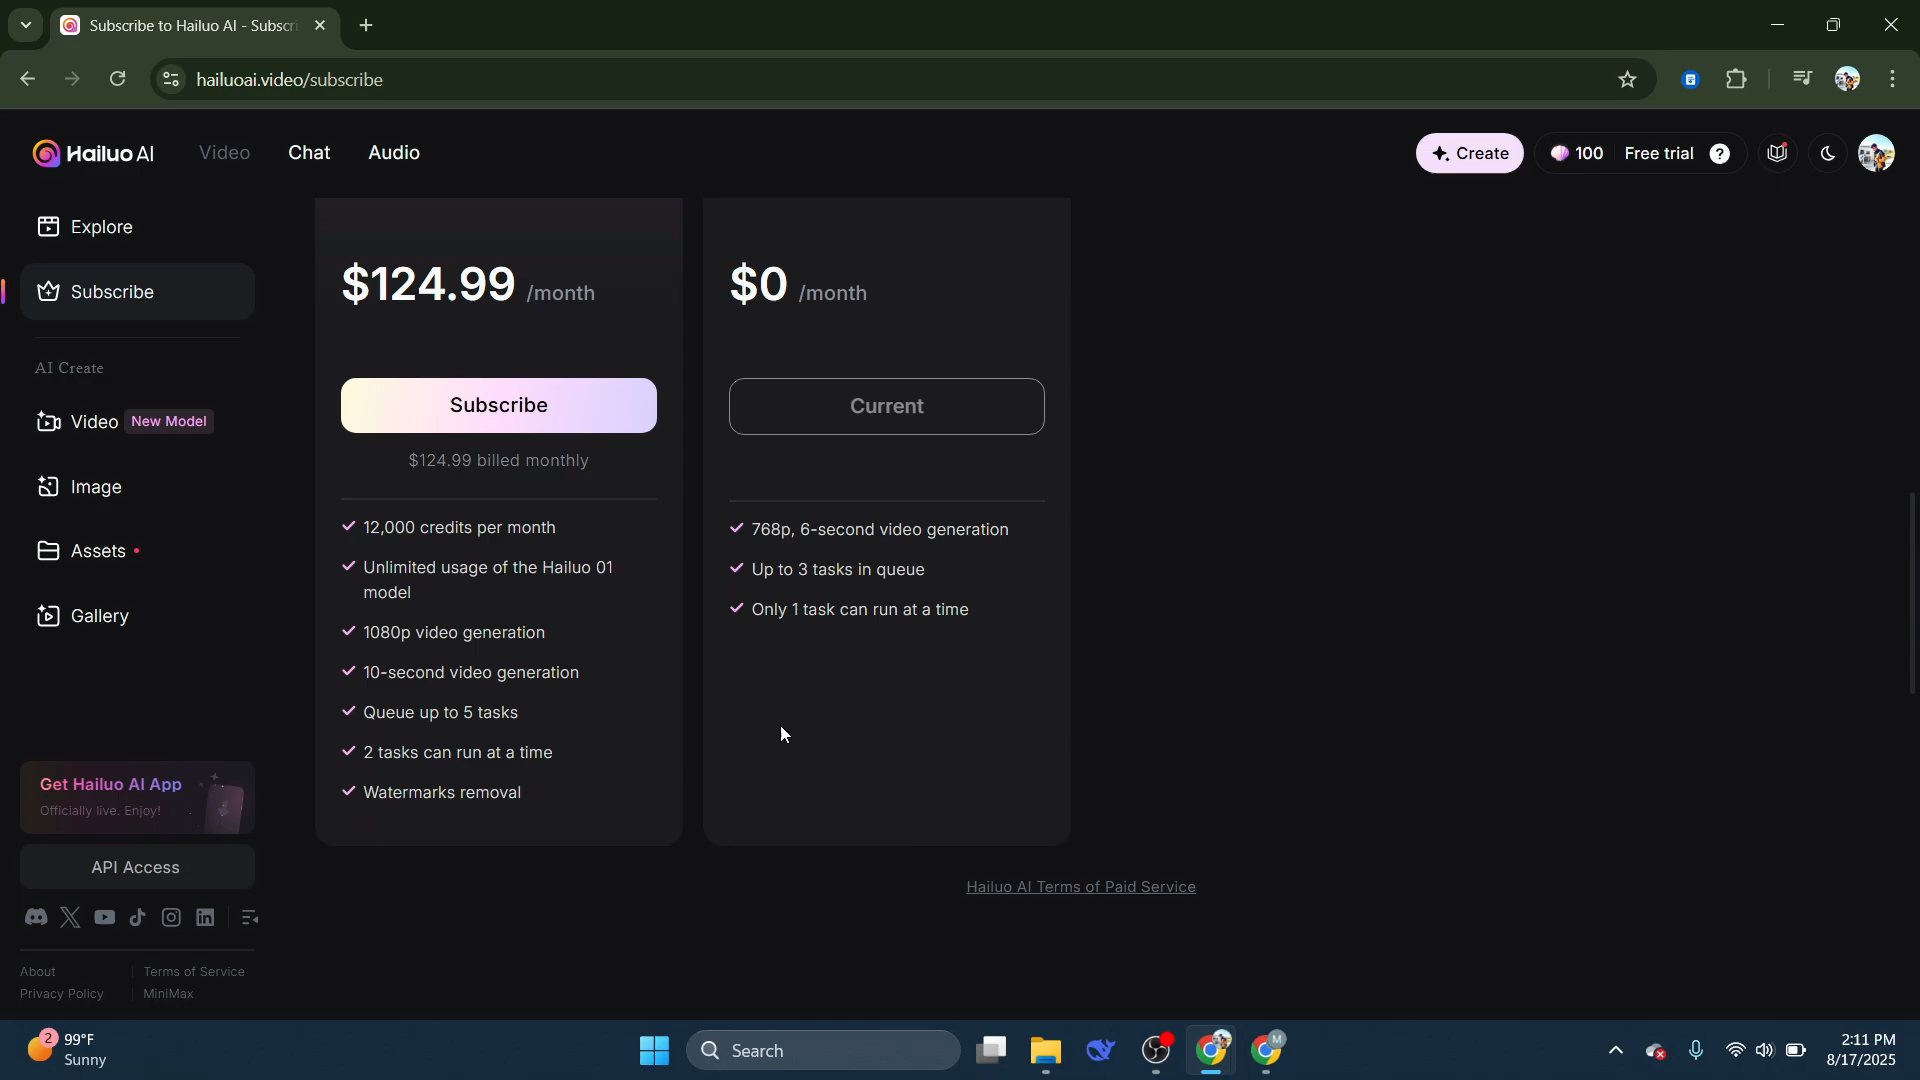 Subscribe to Hailuo AI - Subscri
hailuoai.video/subscribe
Hailuo AI
Video
Chat
Audio
Create
100
Free trial
?
Explore
Subscribe
AI Create
Video New Model
Image
Assets
Gallery
Get Hailuo AI App
Officially live. Enjoy!
API Access
About
Terms of Service
Privacy Policy
MiniMax
$124.99 /month
Subscribe
$124.99 billed monthly
12,000 credits per month
Unlimited usage of the Hailuo 01
model
1080p video generation
10-second video generation
Queue up to 5 tasks
2 tasks can run at a time
Watermarks removal
$0 /month
Current
768p, 6-second video generation
Up to 3 tasks in queue
Only 1 task can run at a time
Hailuo AI Terms of Paid Service
2
99°F
Sunny
Search
M
2:11 PM
8/17/2025